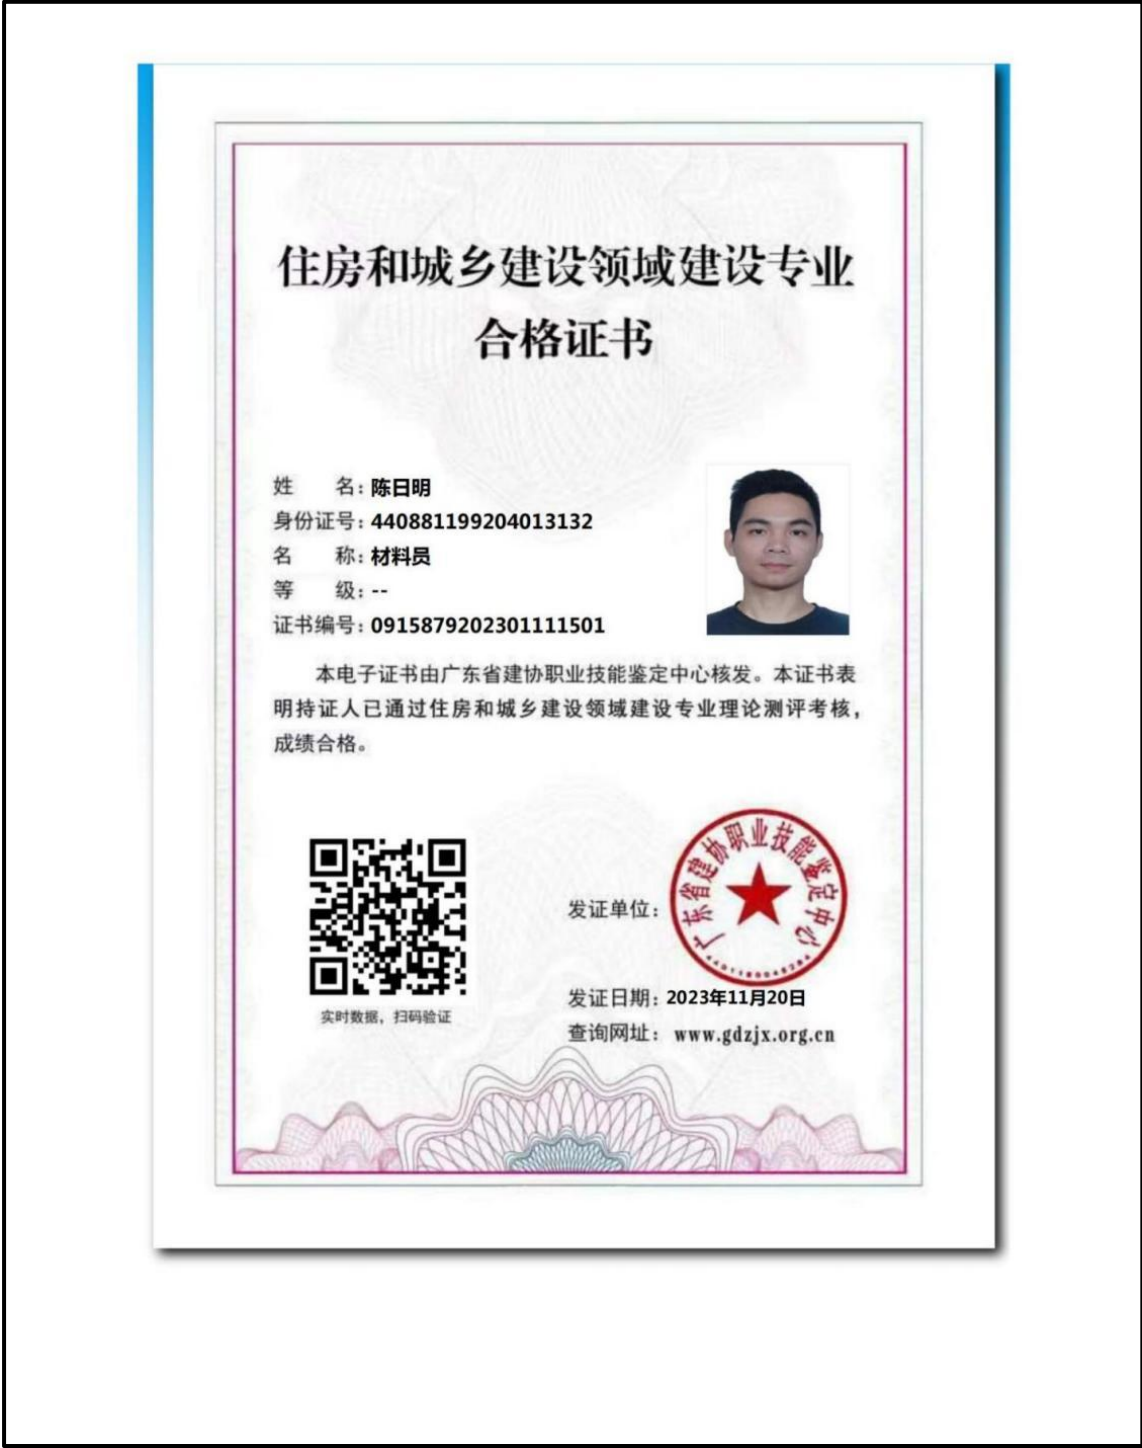 住房和城乡建设领域建设专业
合格证书
姓 名：陈日明
身份证号：440881199204013132
名 称：材料员
等 级：--
证书编号：0915879202301111501
本电子证书由广东省建协职业技能鉴定中心核发。本证书表
明持证人已通过住房和城乡建设领域建设专业理论测评考核，
成绩合格。
广东省建协职业技能鉴定中心
发证单位：
发证日期：2023年11月20日
实时数据，扫码验证
查询网址： www.gdzjx.org.cn